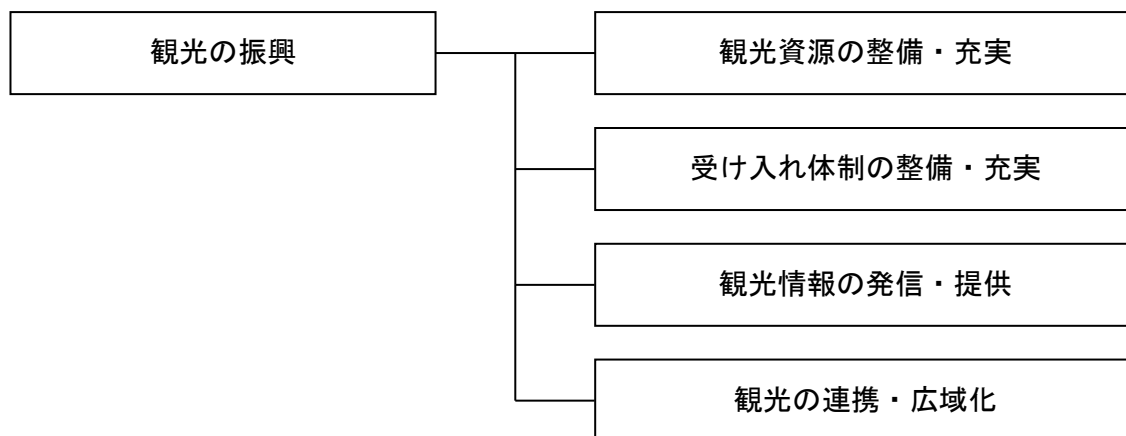 観光の振興
観光資源の整備・充実
受け入れ体制の整備・充実
観光情報の発信・提供
観光の連携・広域化